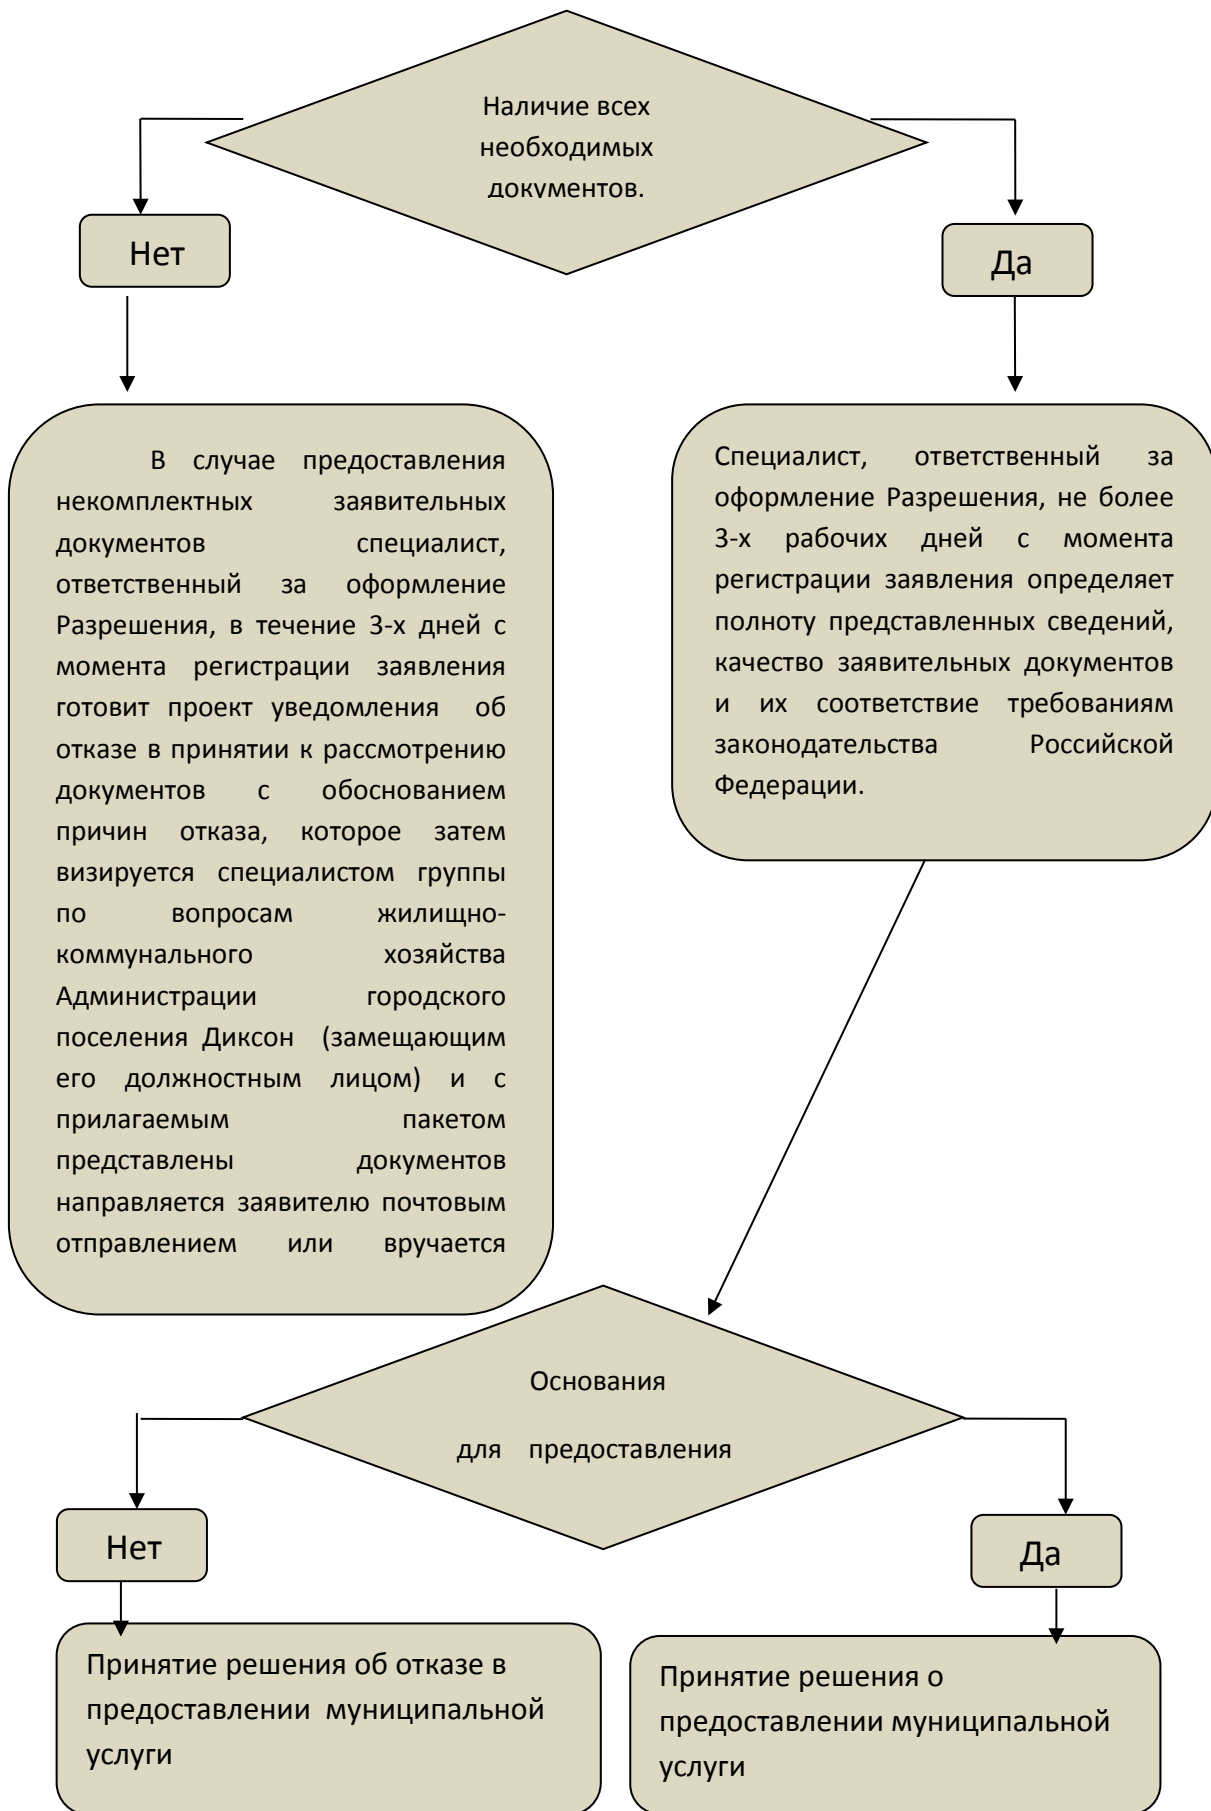 Наличие всех
необходимых
документов.
Нет
Да
В случае предоставления
некомплектных заявительных
документов специалист,
ответственный за оформление
Разрешения, в течение 3-х дней с
момента регистрации заявления
готовит проект уведомления об
отказе в принятии к рассмотрению
документов с обоснованием
причин отказа, которое затем
визируется специалистом группы
по вопросам жилищно-
коммунального хозяйства
Администрации городского
поселения Диксон (замещающим
его должностным лицом) и с
прилагаемым пакетом
представлены документов
направляется заявителю почтовым
отправлением или вручается
Специалист, ответственный за
оформление Разрешения, не более
3-х рабочих дней с момента
регистрации заявления определяет
полноту представленных сведений,
качество заявительных документов
и их соответствие требованиям
законодательства Российской
Федерации.
Основания
для предоставления
Нет
Да
Принятие решения об отказе в
предоставлении муниципальной
услуги
Принятие решения о
предоставлении муниципальной
услуги